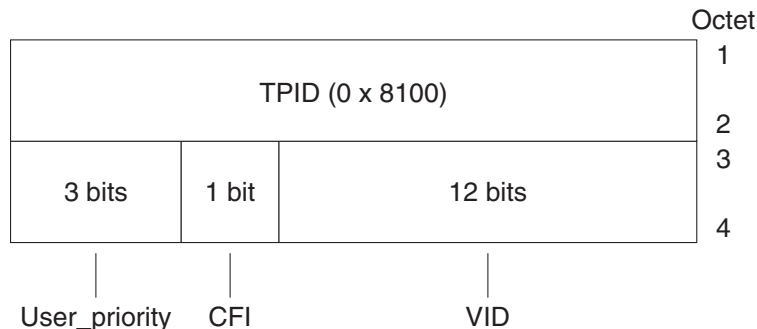 Octet
1
TPID (0 x 8100)
2
3
3 bits
1 bit
12 bits
4
User_priority
CFI
VID